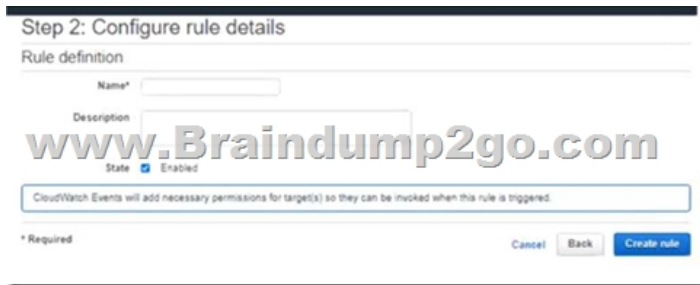 Step 2: Configure rule details
Rule definition
Name*
Description
www.Braindump2go.com
State Enabled
CloudWatch Events will add necessary permissions for target(s) so they can be invoked when this rule is triggered.
* Required Cancel Back Create rule